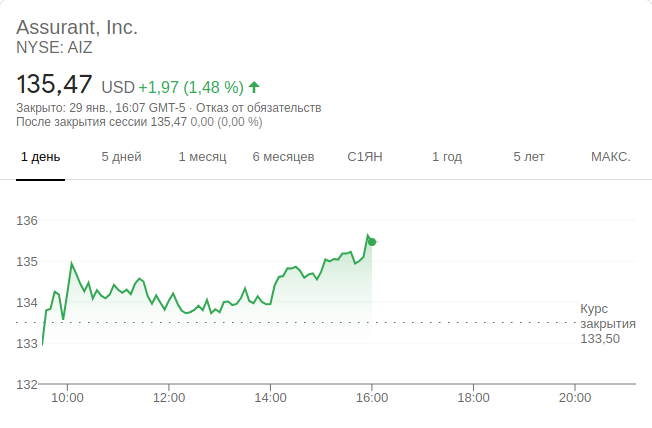 Assurant, Inc.
NYSE: AIZ
135,47 USD +1,97 (1,48 %)
Закрыто: 29 янв., 16:07 GMT-5 · Отказ от обязательств
После закрытия сессии 135,47 0,00 (0,00 %)
1 день 5 дней 1 месяц 6 месяцев С1ЯН 1 год 5 лет МАКС.
136
135
134
Курс
закрытия
133,50
133
132
10:00 12:00 14:00 16:00 18:00 20:00